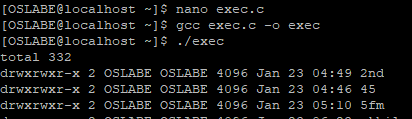 [OSLABE@localhost ~]$ nano exec.c
[OSLABE@localhost ~]$ gcc exec.c -o exec
[OSLABE@localhost ~]$ ./exec
total 332
drwxrwxr-x 2 OSLABE OSLABE 4096 Jan 23 04:49 2nd
drwxrwxr-x 2 OSLABE OSLABE 4096 Jan 23 04:46 45
drwxrwxr-x 2 OSLABE OSLABE 4096 Jan 23 05:10 5fm